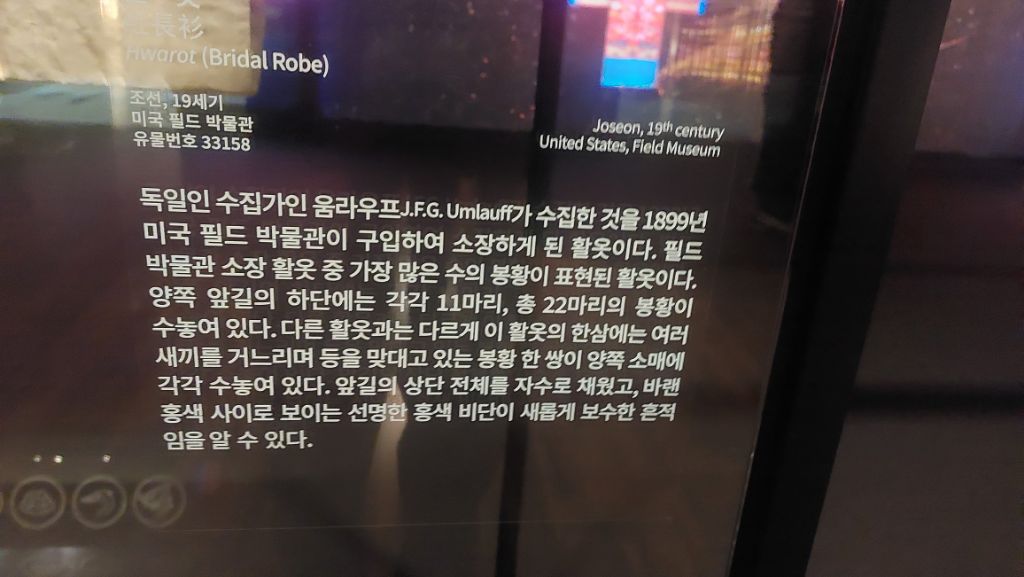 長衫
Hwarot (Bridal Robe)
조선, 19세기
미국 필드 박물관
유물번호 33158
Joseon, 19th century
United States, Field Museum
독일인 수집가인 움라우프J.F.G. Umlauff가 수집한 것을 1899년
미국 필드 박물관이 구입하여 소장하게 된 활옷이다. 필드
박물관 소장 활옷 중 가장 많은 수의 봉황이 표현된 활옷이다.
양쪽 앞길의 하단에는 각각 11마리, 총 22마리의 봉황이
수놓여 있다. 다른 활옷과는 다르게 이 활옷의 한삼에는 여러
새끼를 거느리며 등을 맞대고 있는 봉황 한 쌍이 양쪽 소매에
각각 수놓여 있다. 앞길의 상단 전체를 자수로 채웠고, 바랜
홍색 사이로 보이는 선명한 홍색 비단이 새롭게 보수한 흔적
임을 알 수 있다.